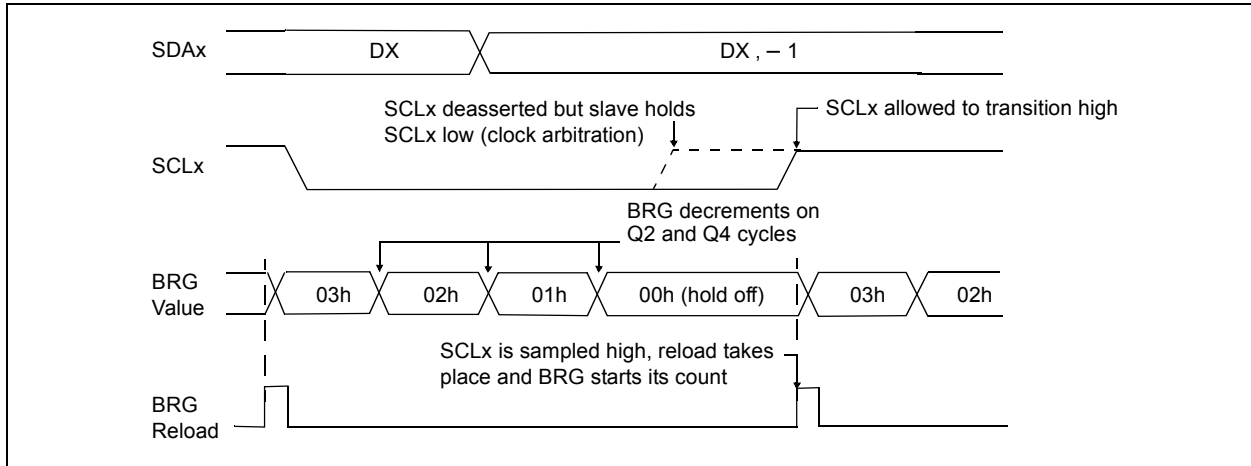 SDAx
DX
DX , – 1
SCLx deasserted but slave holds
SCLx low (clock arbitration)
SCLx allowed to transition high
SCLx
BRG decrements on
Q2 and Q4 cycles
BRG
Value
03h
02h
01h
00h (hold off)
03h
02h
SCLx is sampled high, reload takes
place and BRG starts its count
BRG
Reload